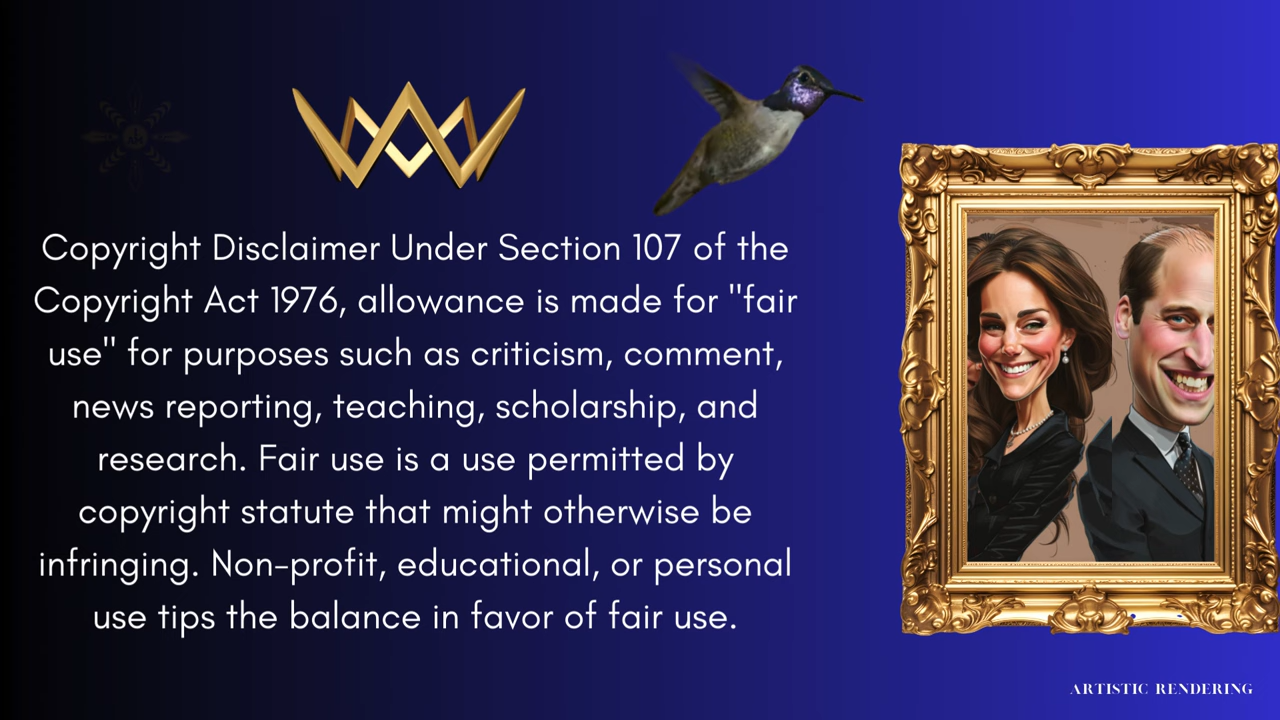 Copyright Disclaimer Under Section 107 of the
Copyright Act 1976, allowance is made for "fair
use" for purposes such as criticism, comment,
news reporting, teaching, scholarship, and
research. Fair use is a use permitted by
copyright statute that might otherwise be
infringing. Non-profit, educational, or personal
use tips the balance in favor of fair use.
ARTISTIC RENDERING